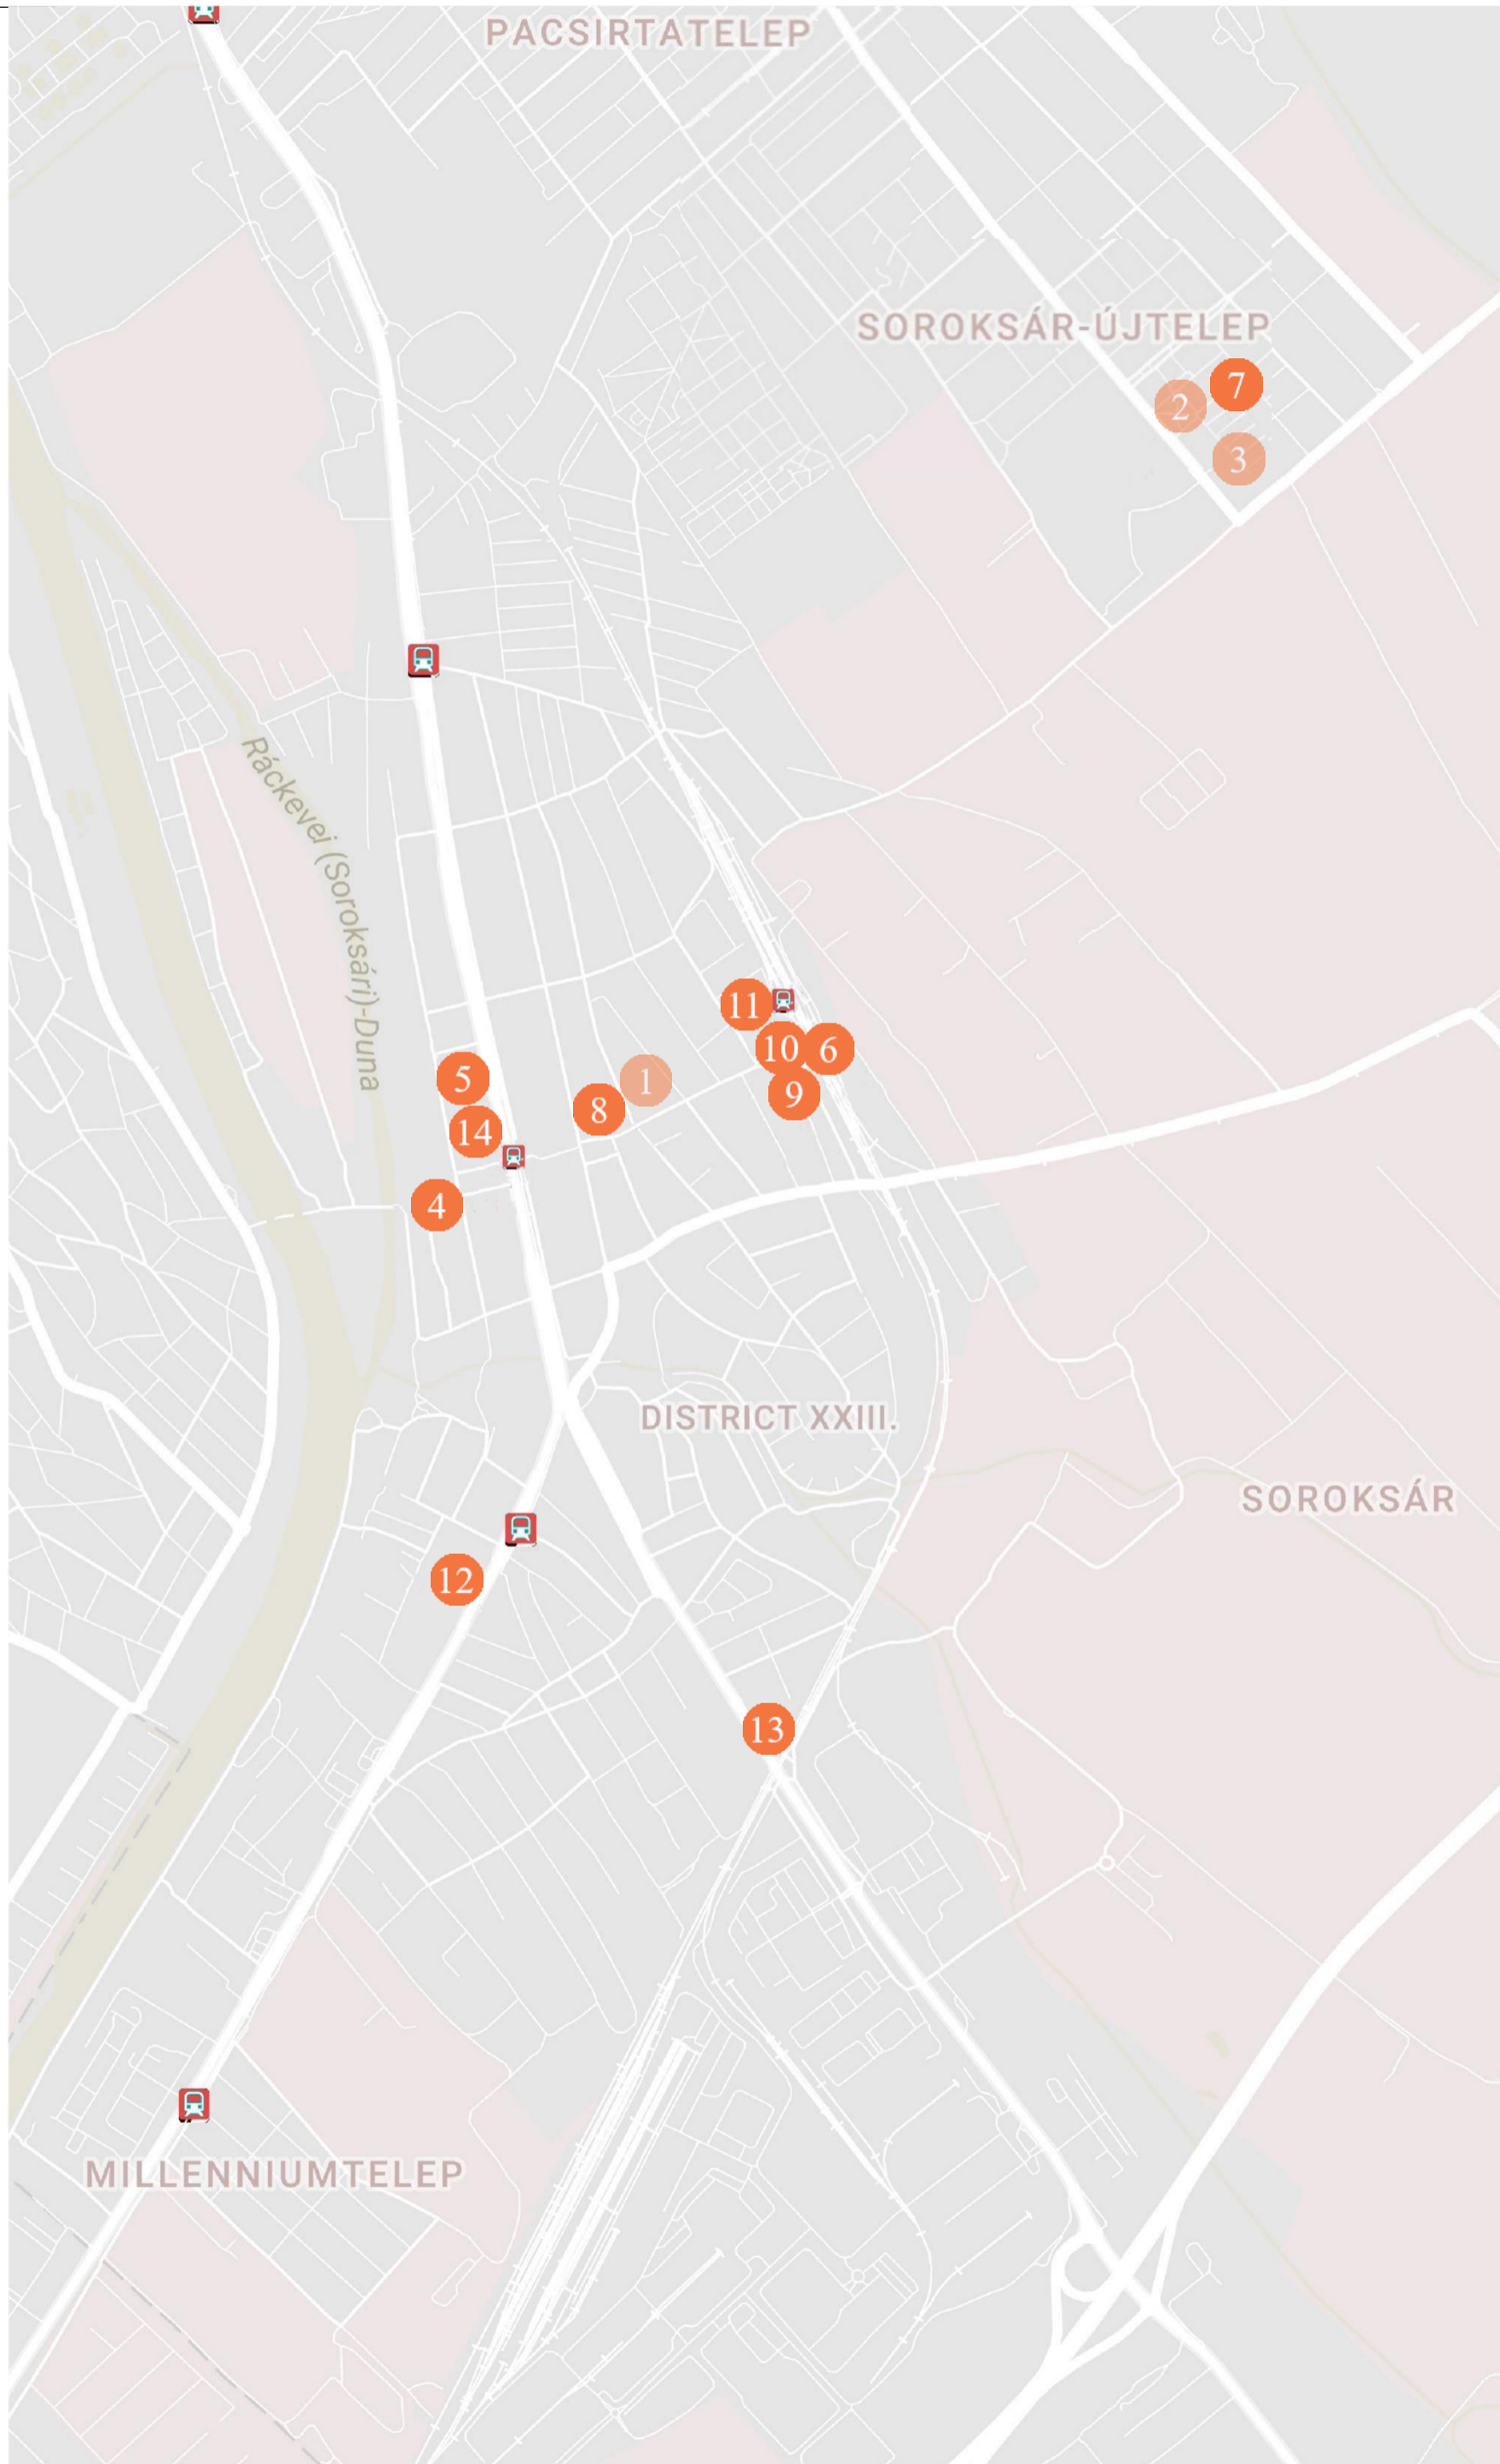 PACSIRTATELEP
SOROKSÁR-ÚJTELEP
7
2
3
Ráckevei (Soroksári)-Duna
11
10
6
5
1
9
8
14
4
DISTRICT XXIII.
SOROKSÁR
12
13
MILLENNIUMTELEP